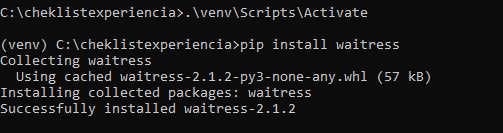 C:\cheklistexperiencia>.\venv\Scripts\Activate
(venv) C:\cheklistexperiencia>pip install waitress
Collecting waitress
  Using cached waitress-2.1.2-py3-none-any.whl (57 kB)
Installing collected packages: waitress
Successfully installed waitress-2.1.2